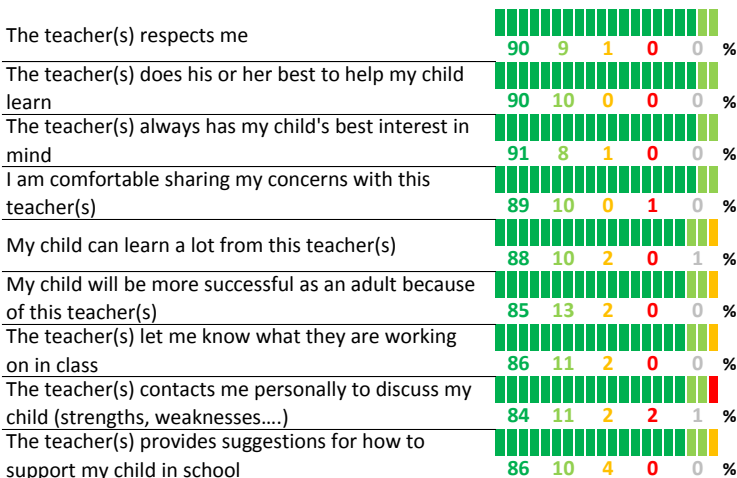 The teacher(s) respects me
90 9 1 0 0 %
The teacher(s) does his or her best to help my child
learn
90 10 0 0 0 %
The teacher(s) always has my child's best interest in
mind
91 8 1 0 0 %
I am comfortable sharing my concerns with this
teacher(s)
89 10 0 1 0 %
My child can learn a lot from this teacher(s)
88 10 2 0 1 %
My child will be more successful as an adult because
of this teacher(s)
85 13 2 0 0 %
The teacher(s) let me know what they are working
on in class
86 11 2 0 0 %
The teacher(s) contacts me personally to discuss my
child (strengths, weaknesses….)
84 11 2 2 1 %
The teacher(s) provides suggestions for how to
support my child in school
86 10 4 0 0 %